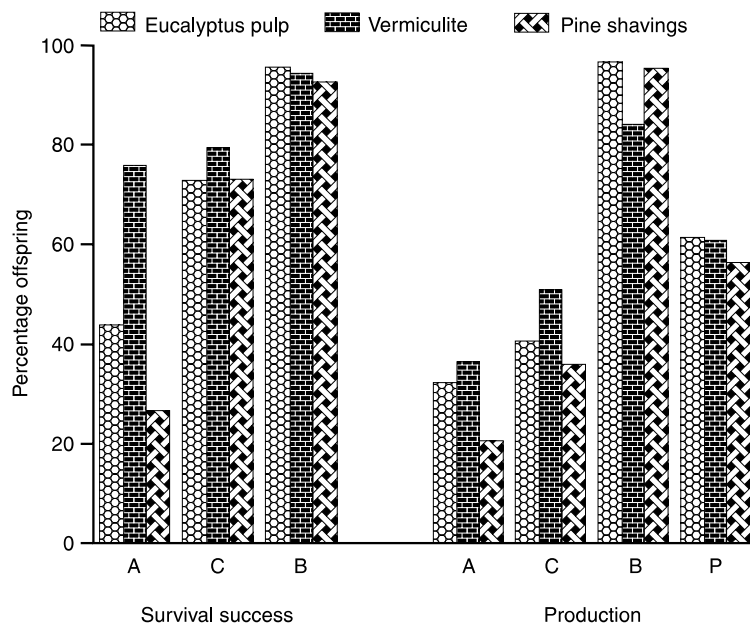 Eucalyptus pulp Vermiculite Pine shavings
100
80
60
40
20
0
Percentage offspring
A C B A C B P
Survival success Production